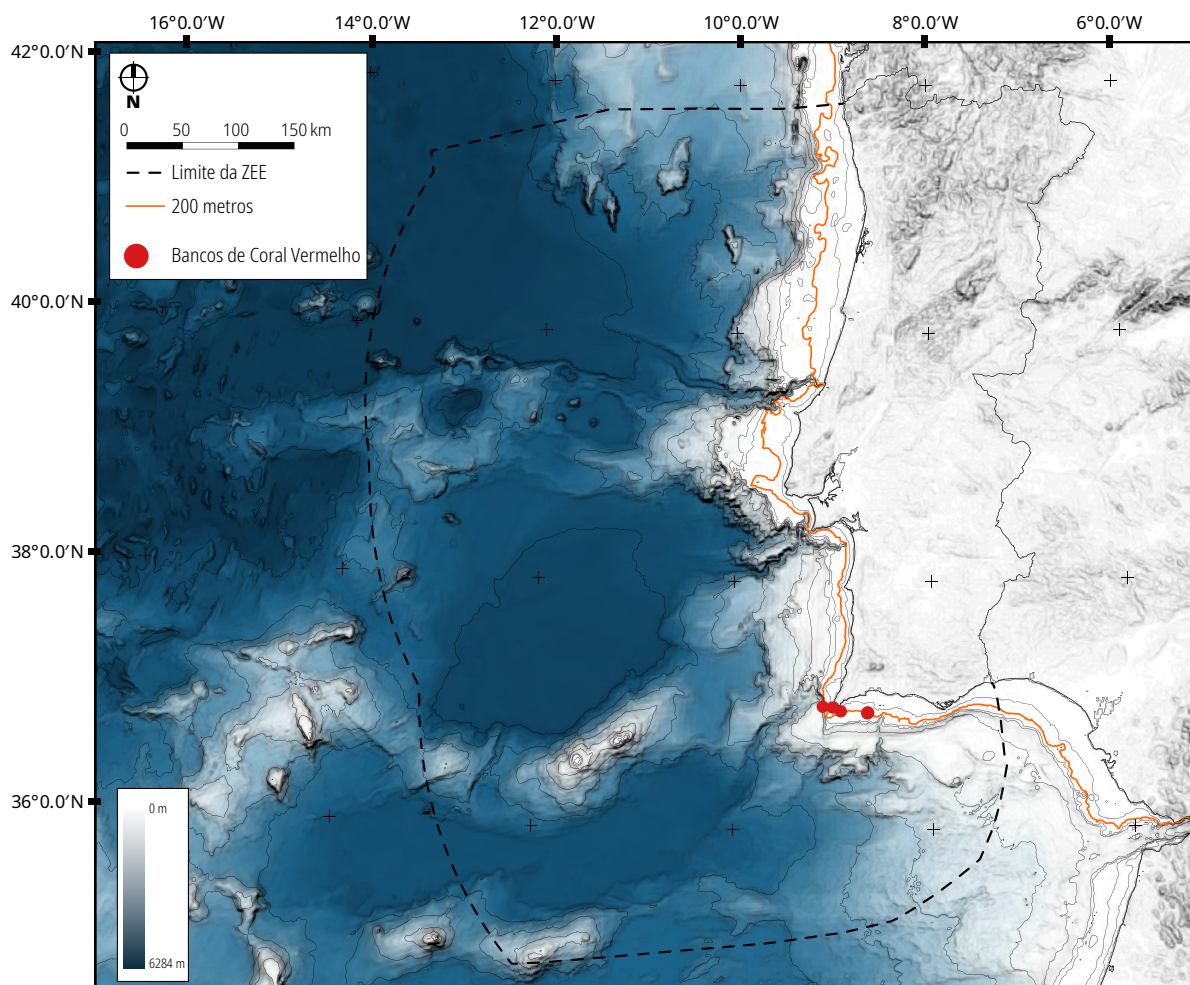 16°0.0′W 14°0.0′W 12°0.0′W 10°0.0′W 8°0.0′W 6°0.0′W
42°0.0′N
N
0 50 100 150 km
Limite da ZEE
200 metros
Bancos de Coral Vermelho
40°0.0′N
38°0.0′N
36°0.0′N
0 m
6284 m